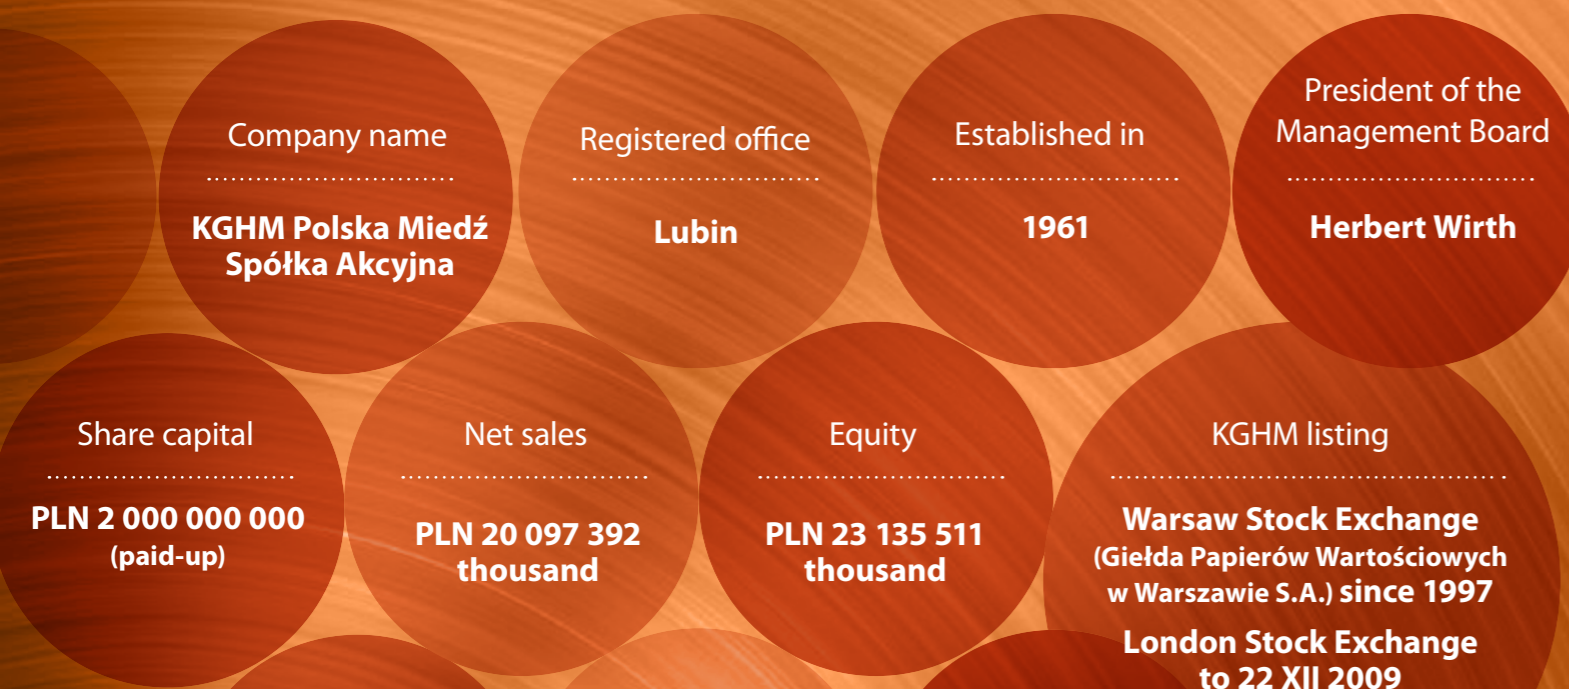 Company name
KGHM Polska Miedź
Spółka Akcyjna
Registered office
Lubin
Established in
1961
President of the
Management Board
Herbert Wirth
Share capital
PLN 2 000 000 000
(paid-up)
Net sales
PLN 20 097 392
thousand
Equity
PLN 23 135 511
thousand
KGHM listing
Warsaw Stock Exchange
(Giełda Papierów Wartościowych
w Warszawie S.A.) since 1997
London Stock Exchange
to 22 XII 2009